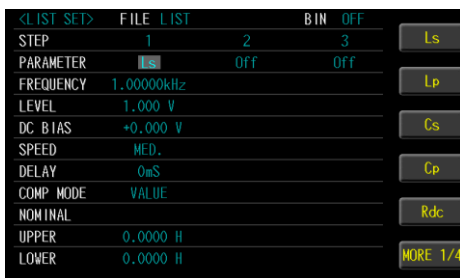 <LIST SET> FILE LIST BIN OFF
STEP 1 2 3
PARAMETER Ls Off Off
FREQUENCY 1.00000kHz
LEVEL 1.000 V
DC BIAS +0.000 V
SPEED MED.
DELAY 0mS
COMP MODE VALUE
NOMINAL
UPPER 0.0000 H
LOWER 0.0000 H
Ls
Lp
Cs
Cp
Rdc
MORE 1/4